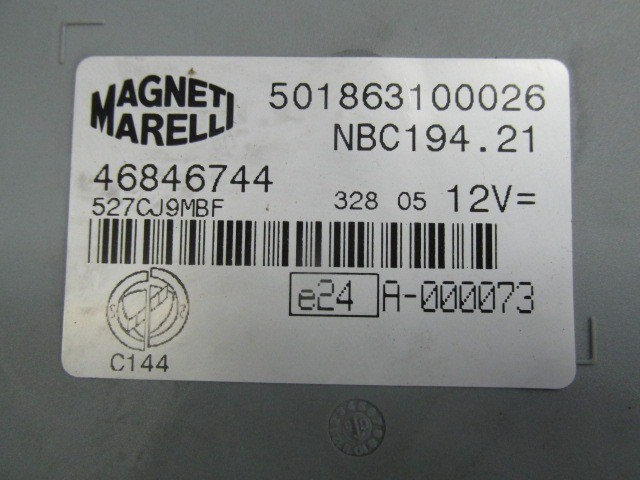 MAGNETI
MARELLI
501863100026
NBC194.21
46846744
527CJ9MBF
328 05 12V=
e24 A-000073
C144